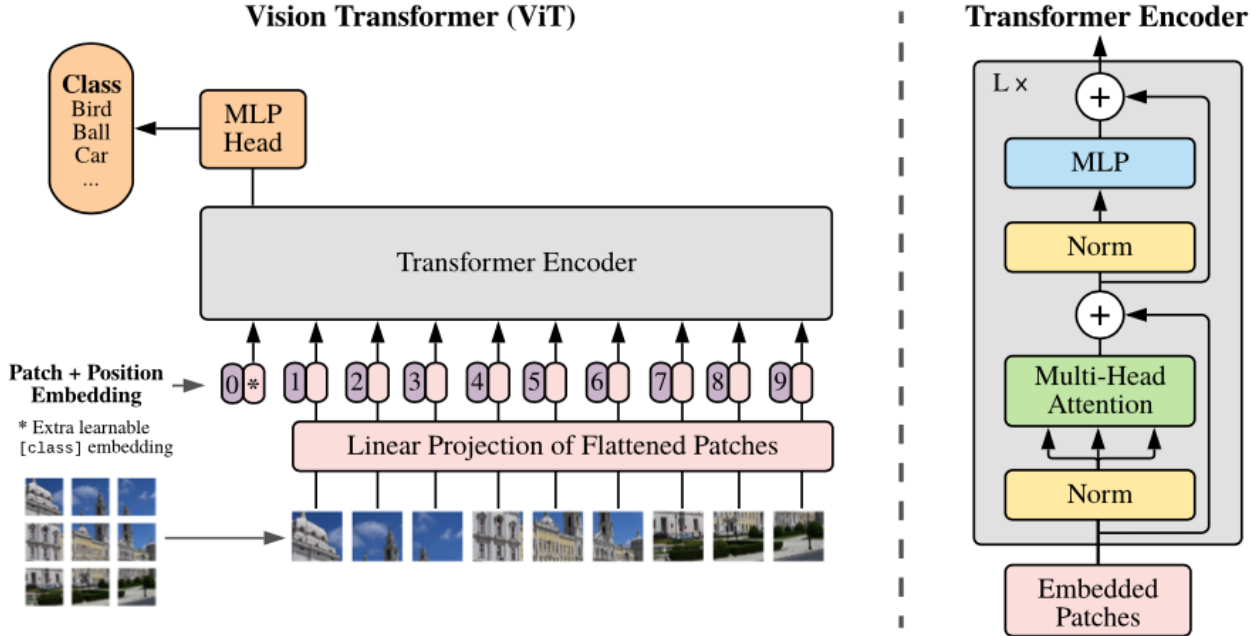 Vision Transformer (ViT)
Class
Bird
Ball
Car
...
MLP
Head
Transformer Encoder
Patch + Position
Embedding
0 * 1 2 3 4 5 6 7 8 9
* Extra learnable
[class] embedding
Linear Projection of Flattened Patches
Transformer Encoder
L ×
+
MLP
Norm
+
Multi-Head
Attention
Norm
Embedded
Patches